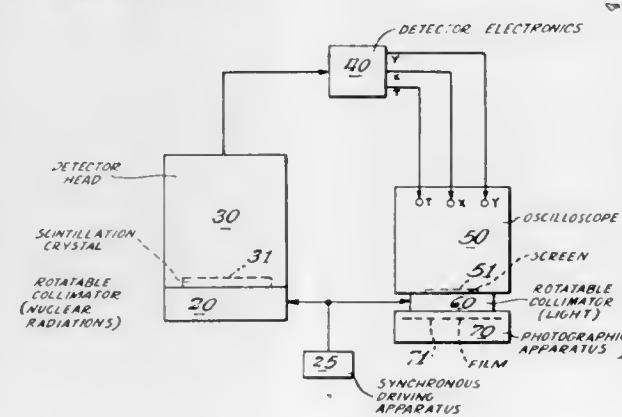 DETECTOR ELECTRONICS
40
Y
X
T
DETECTOR
HEAD
30
SCINTILLATION
CRYSTAL
31
ROTATABLE
COLLIMATOR
(NUCLEAR
RADIATIONS)
20
T X Y
OSCILLOSCOPE
50
51
SCREEN
60
ROTATABLE
COLLIMATOR
(LIGHT)
70
PHOTOGRAPHIC
APPARATUS
71
FILM
25
SYNCHRONOUS
DRIVING
APPARATUS